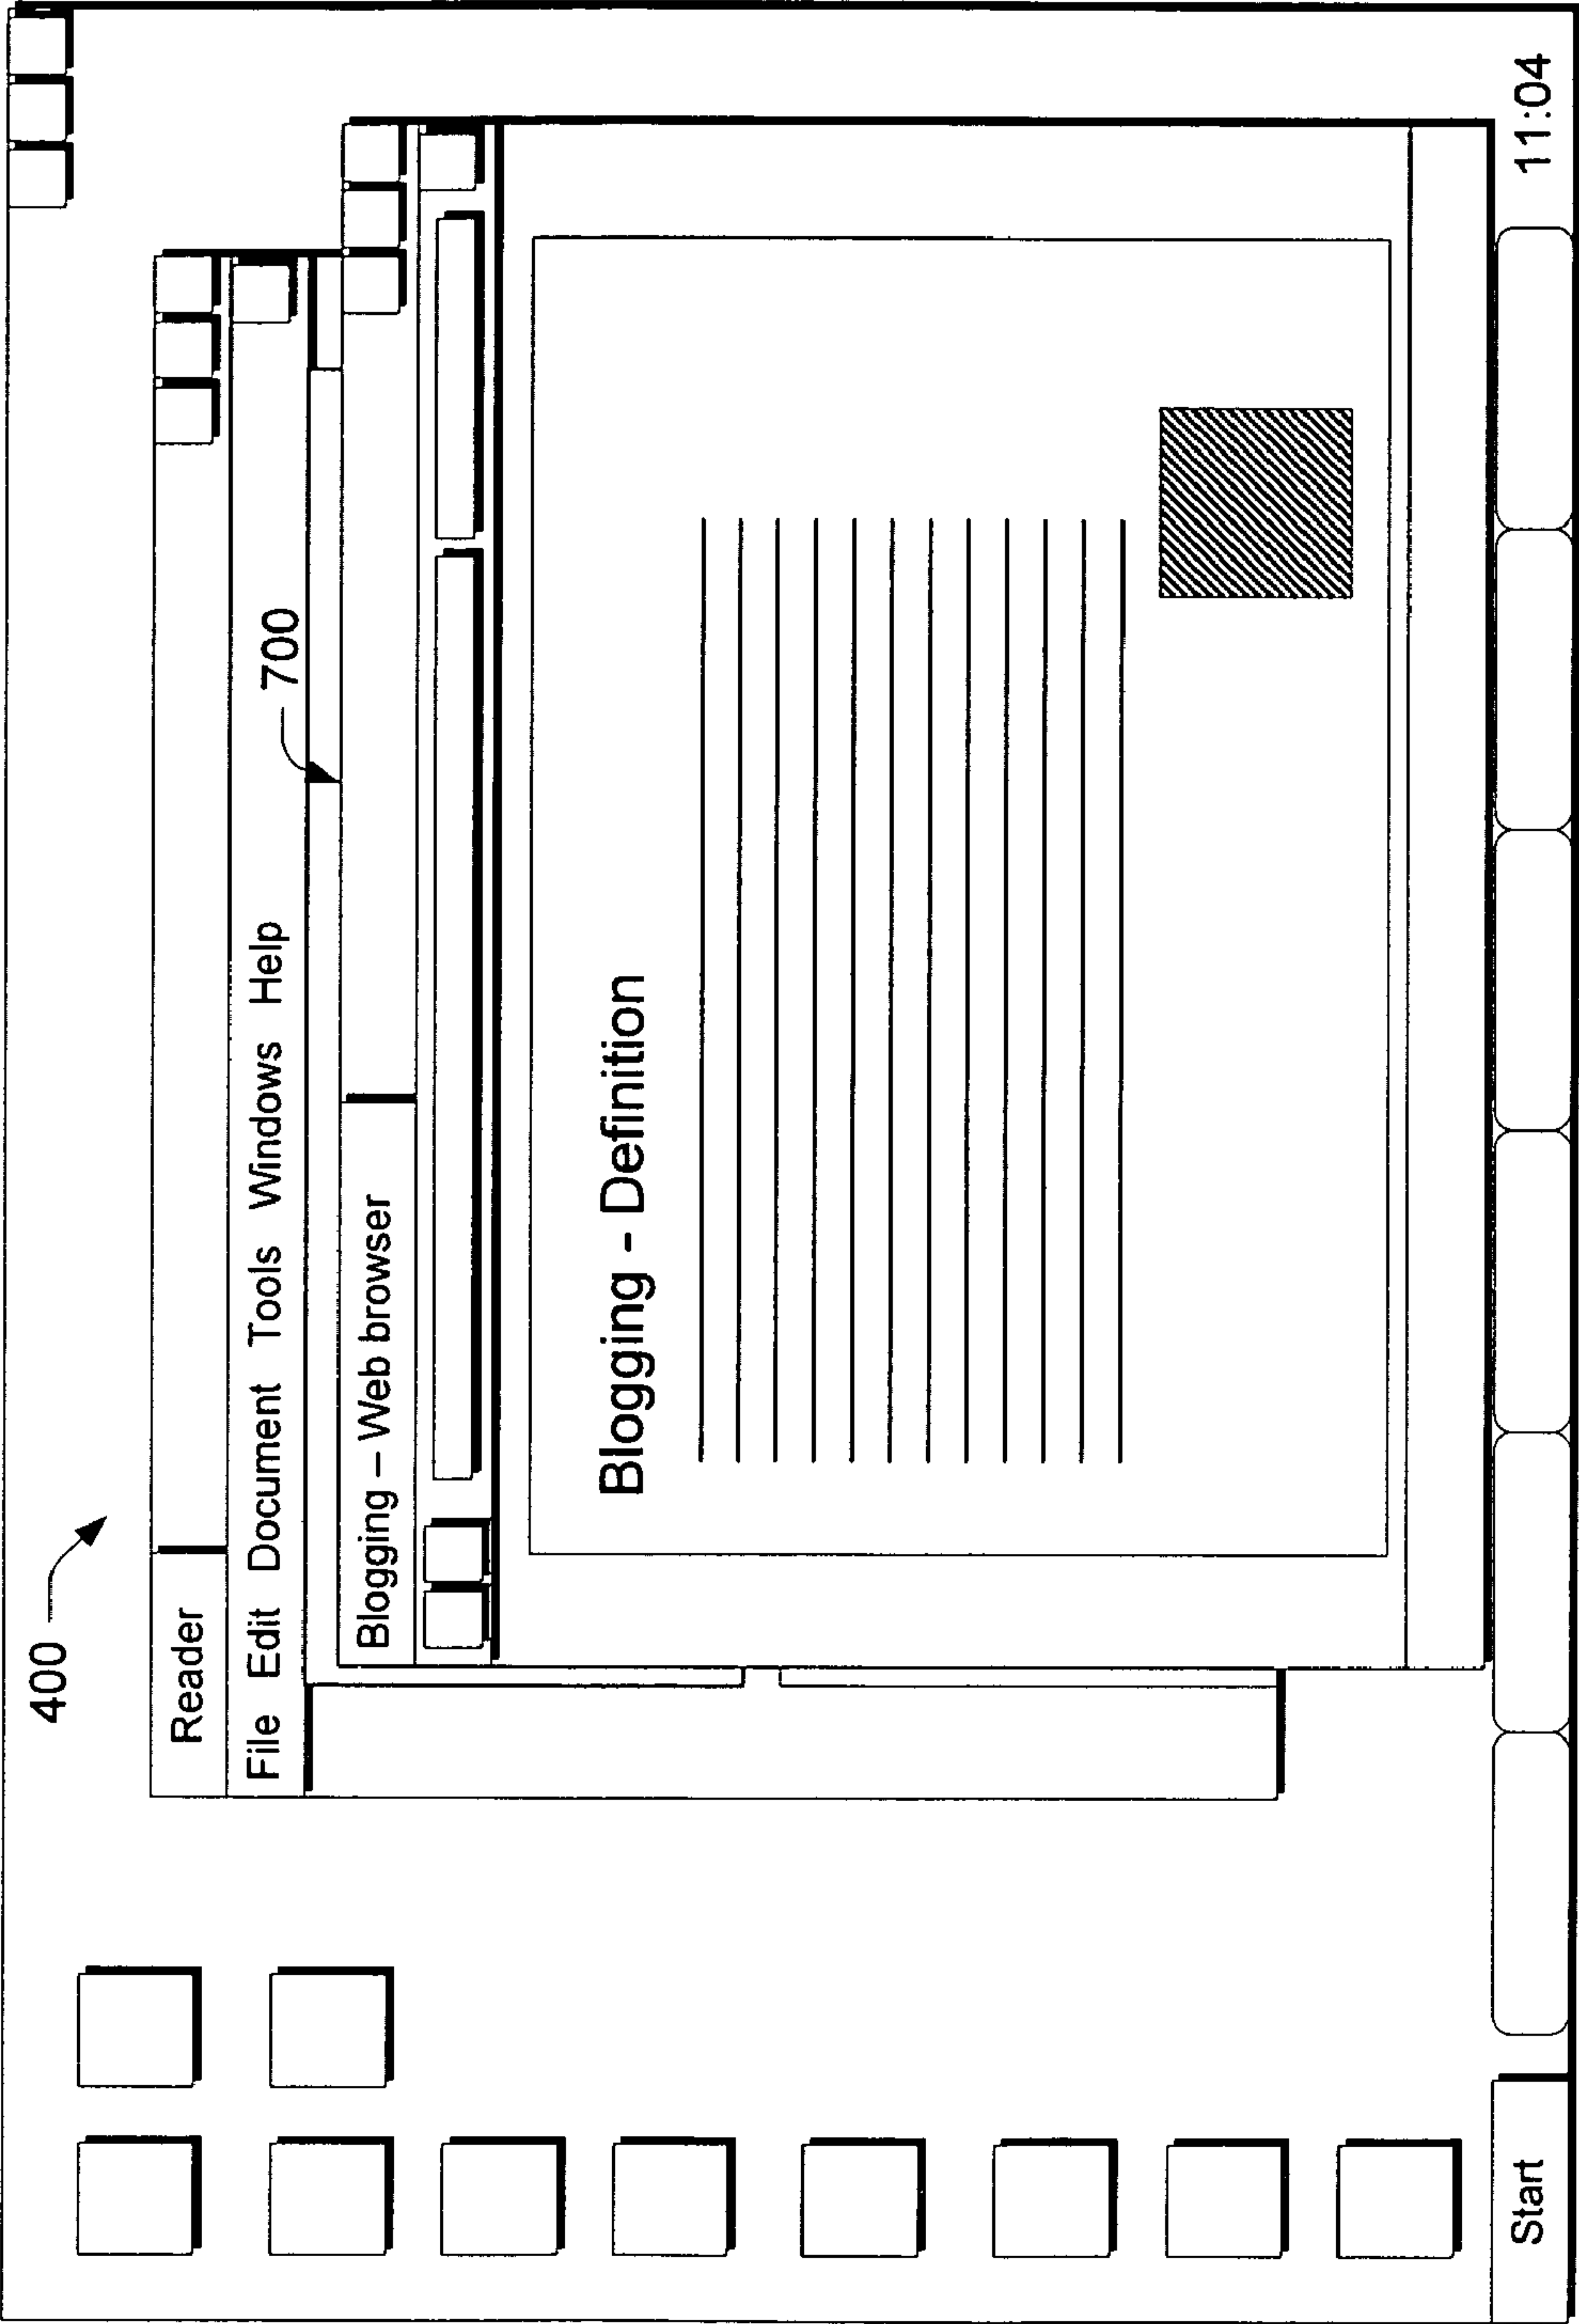 400
Reader
File Edit Document Tools Windows Help
700
Blogging – Web browser
Blogging - Definition
Start
11:04